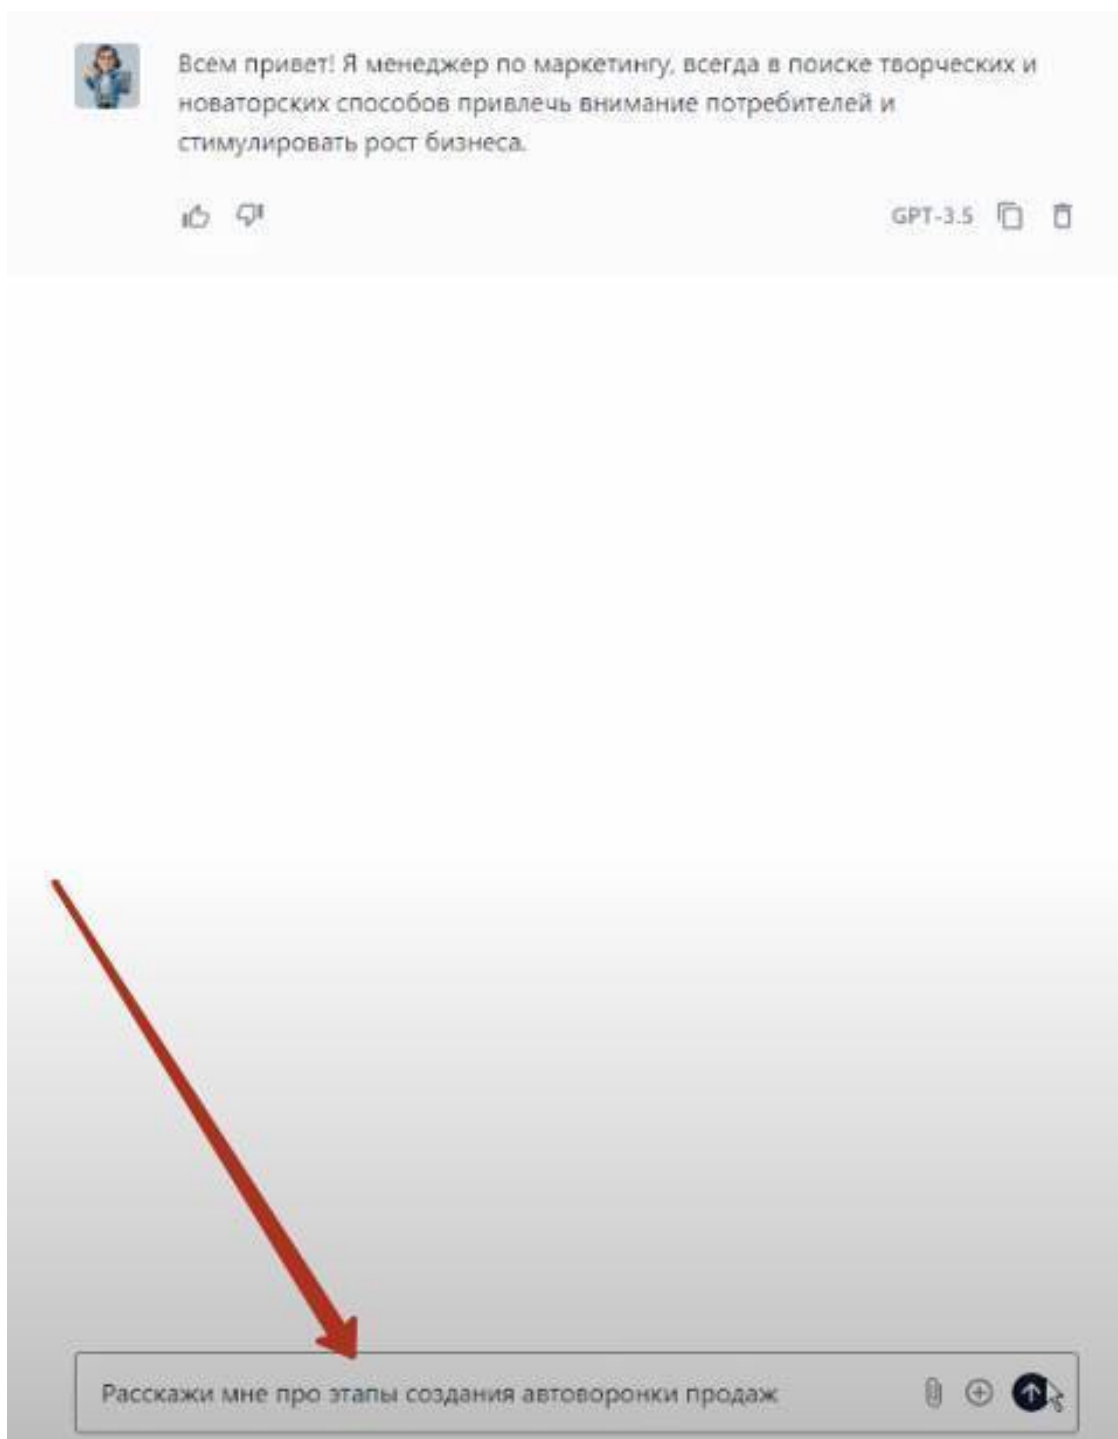 Всем привет! Я менеджер по маркетингу, всегда в поиске творческих и
новаторских способов привлечь внимание потребителей и
стимулировать рост бизнеса.
GPT-3.5
Расскажи мне про этапы создания автоворонки продаж